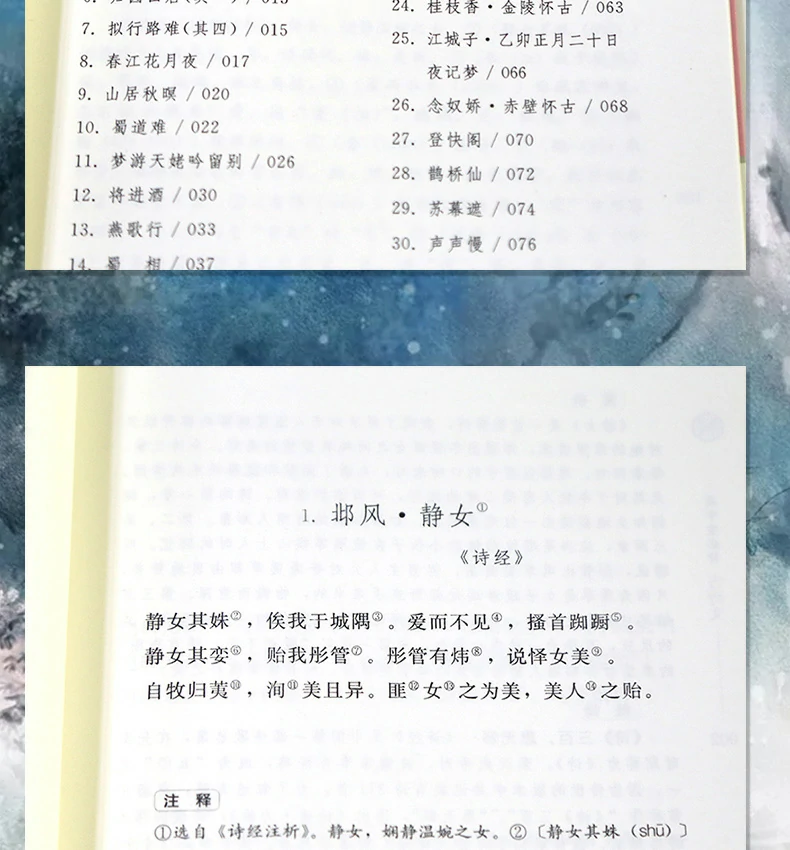 7. 拟行路难(其四)/015
8. 春江花月夜/017
9. 山居秋暝/020
10. 蜀道难/022
11. 梦游天姥吟留别/026
12. 将进酒/030
13. 燕歌行/033
14. 蜀 相/037
24. 桂枝香·金陵怀古/063
25. 江城子·乙卯正月二十日
夜记梦/066
26. 念奴娇·赤壁怀古/068
27. 登快阁/070
28. 鹊桥仙/072
29. 苏幕遮/074
30. 声声慢/076
1. 邶风·静女①
《诗经》
静女其姝②，俟我于城隅③。爱而不见④，搔首踟蹰⑤。
静女其娈⑥，贻我彤管⑦。彤管有炜⑧，说怿女美⑨。
自牧归荑⑩，洵⑪美且异。匪⑫女⑬之为美，美人⑭之贻。
注 释
①选自《诗经注析》。静女，娴静温婉之女。②〔静女其姝（shū）〕